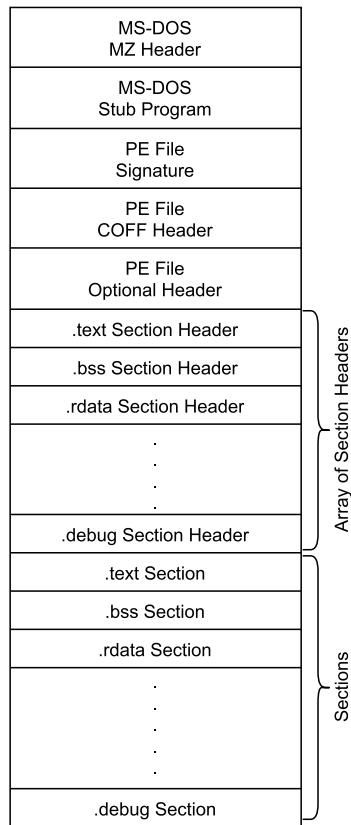 MS-DOS
MZ Header
MS-DOS
Stub Program
PE File
Signature
PE File
COFF Header
PE File
Optional Header
.text Section Header
.bss Section Header
.rdata Section Header
.
.
.
.
.debug Section Header
Array of Section Headers
.text Section
.bss Section
.rdata Section
.
.
.
.
.
.debug Section
Sections